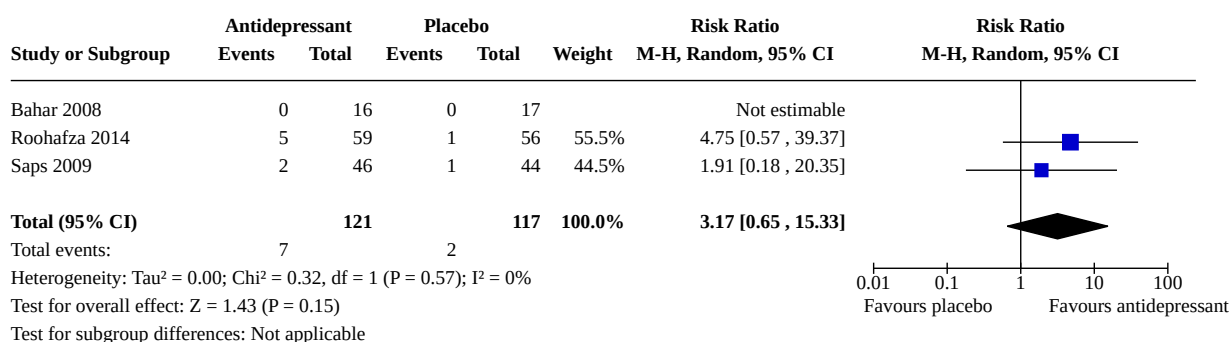 Antidepressant Placebo Risk Ratio Risk Ratio
Study or Subgroup Events Total Events Total Weight M-H, Random, 95% CI M-H, Random, 95% CI
Bahar 2008 0 16 0 17 Not estimable
Roohafza 2014 5 59 1 56 55.5% 4.75 [0.57 , 39.37]
Saps 2009 2 46 1 44 44.5% 1.91 [0.18 , 20.35]
Total (95% CI) 121 117 100.0% 3.17 [0.65 , 15.33]
Total events: 7 2
Heterogeneity: Tau² = 0.00; Chi² = 0.32, df = 1 (P = 0.57); I² = 0%
0.01 0.1 1 10 100
Test for overall effect: Z = 1.43 (P = 0.15)
Favours placebo Favours antidepressant
Test for subgroup differences: Not applicable